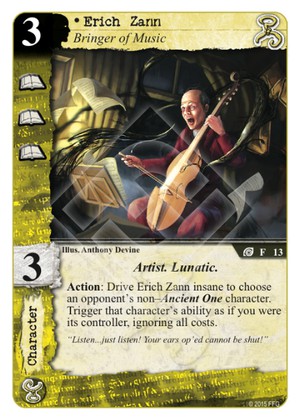 3
• Erich Zann
Bringer of Music
Illus. Anthony Devine
F 13
3
Artist. Lunatic.
Character
Action: Drive Erich Zann insane to choose
an opponent's non–Ancient One character.
Trigger that character's ability as if you were
its controller, ignoring all costs.
"Listen...just listen! Your ears op'ed cannot be shut!"
© 2015 FFG